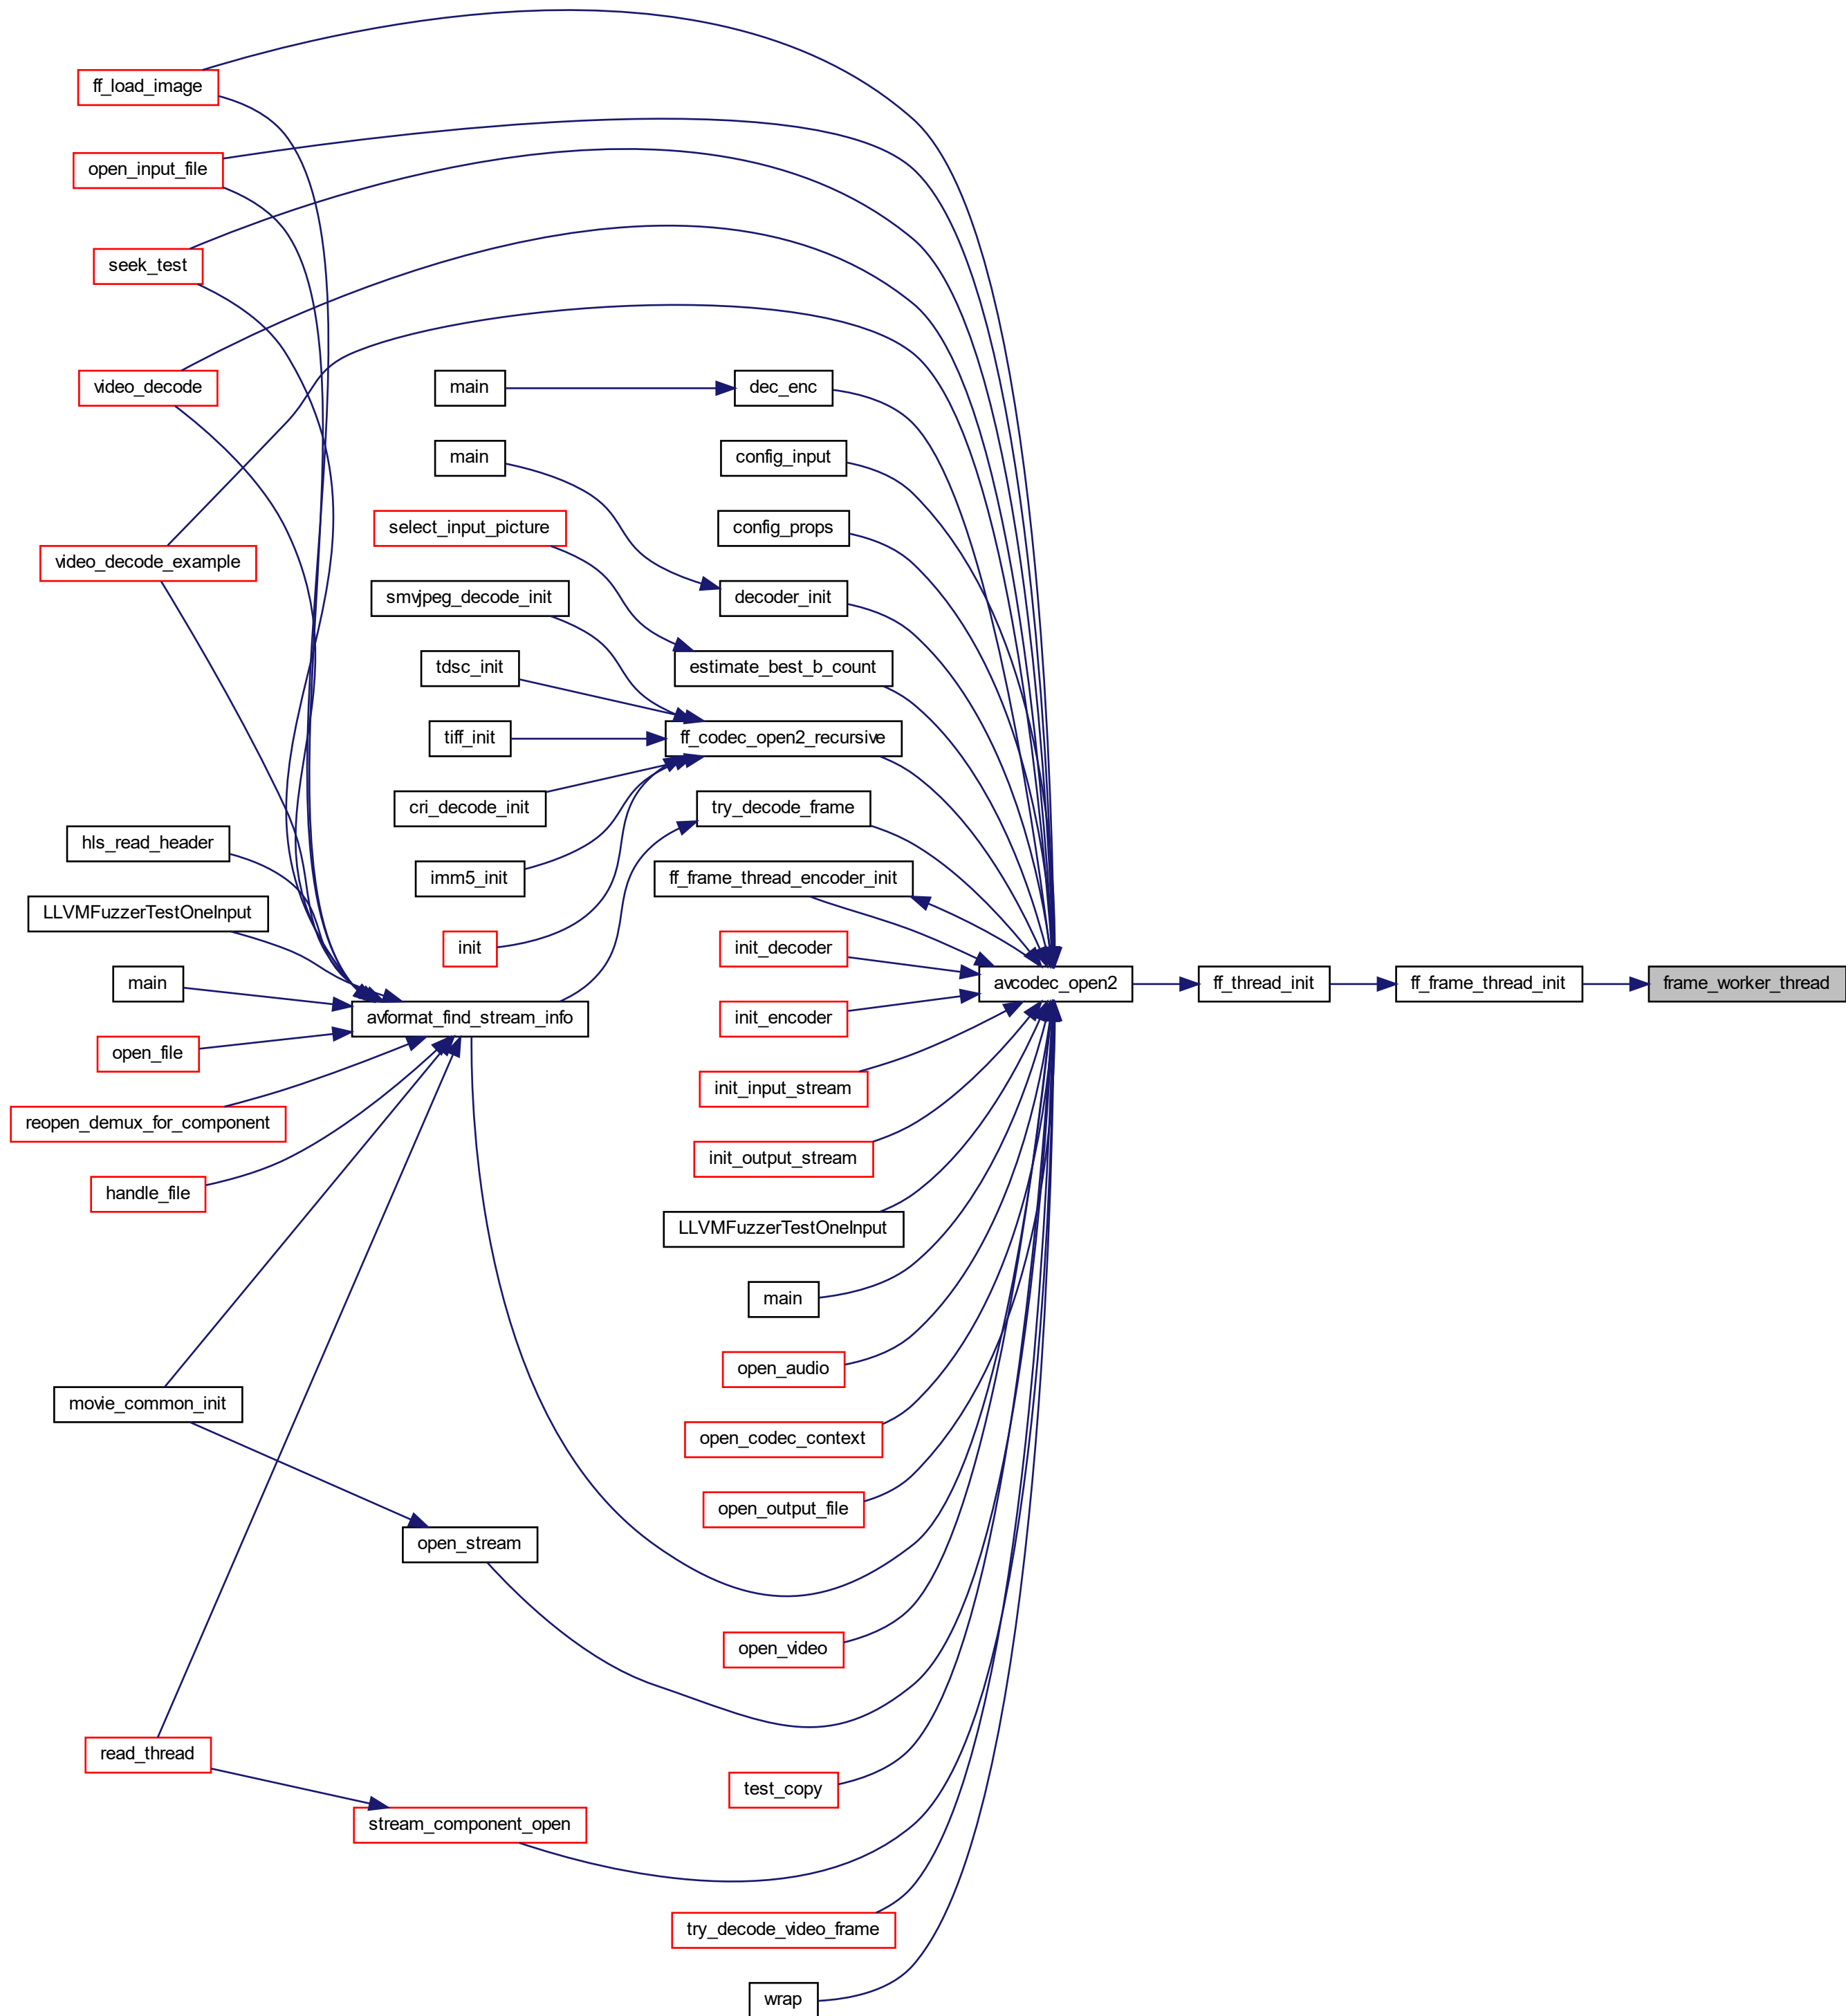 ff_load_image
open_input_file
seek_test
video_decode
main
dec_enc
main
config_input
select_input_picture
config_props
video_decode_example
smvjpeg_decode_init
decoder_init
tdsc_init
estimate_best_b_count
tiff_init
ff_codec_open2_recursive
cri_decode_init
try_decode_frame
hls_read_header
imm5_init
ff_frame_thread_encoder_init
LLVMFuzzerTestOneInput
init
init_decoder
main
avcodec_open2
ff_thread_init
ff_frame_thread_init
frame_worker_thread
avformat_find_stream_info
init_encoder
open_file
init_input_stream
reopen_demux_for_component
init_output_stream
handle_file
LLVMFuzzerTestOneInput
main
open_audio
movie_common_init
open_codec_context
open_output_file
open_stream
open_video
read_thread
test_copy
stream_component_open
try_decode_video_frame
wrap